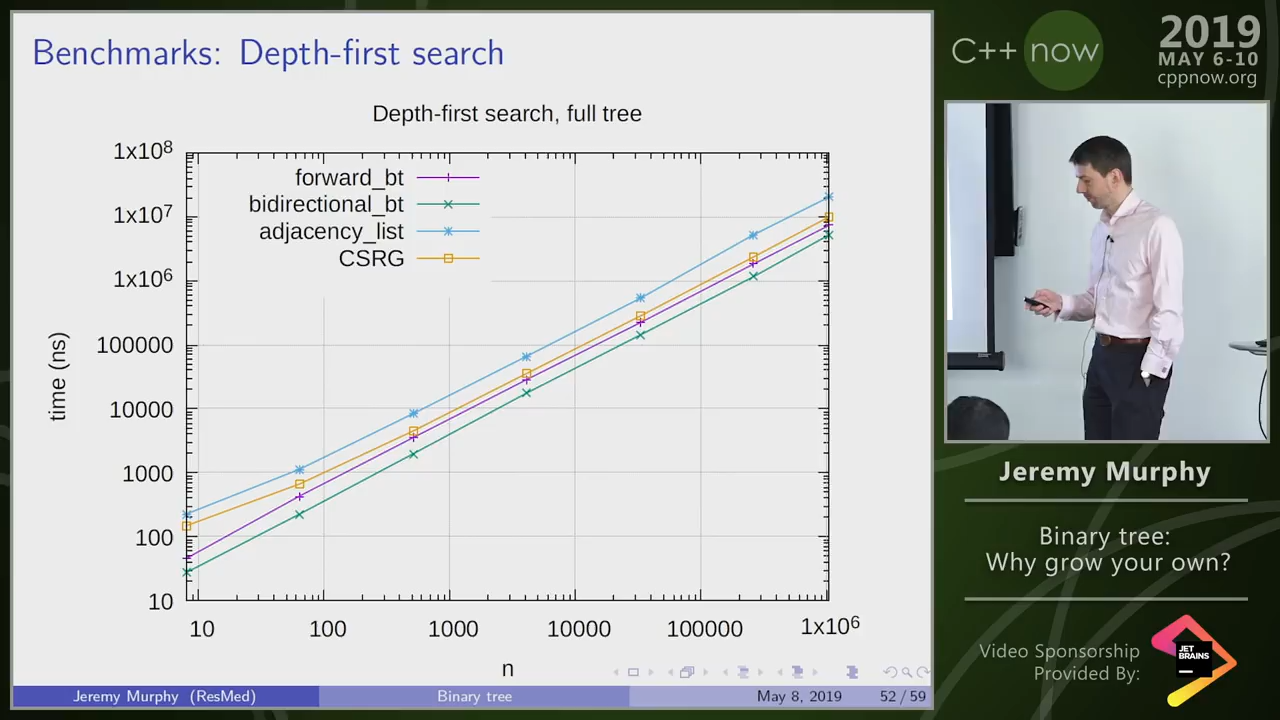 Benchmarks: Depth-first search
Depth-first search, full tree
1x10⁸
1x10⁷
1x10⁶
100000
10000
1000
100
10
time (ns)
forward_bt
bidirectional_bt
adjacency_list
CSRG
10
100
1000
10000
100000
1x10⁶
n
Jeremy Murphy (ResMed)
Binary tree
May 8, 2019
52 / 59
C++ now
2019
MAY 6-10
cppnow.org
Jeremy Murphy
Binary tree:
Why grow your own?
Video Sponsorship
Provided By:
JET
BRAINS